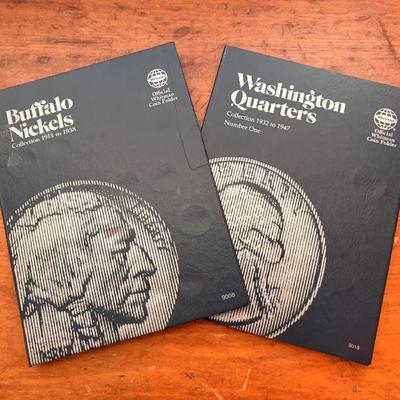 Buffalo
Nickels
Collection 1913 to 1938
Official
Whitman
Coin Folder
9008
Washington
Quarters
Collection 1932 to 1947
Number One
Official
Whitman
Coin Folder
9018